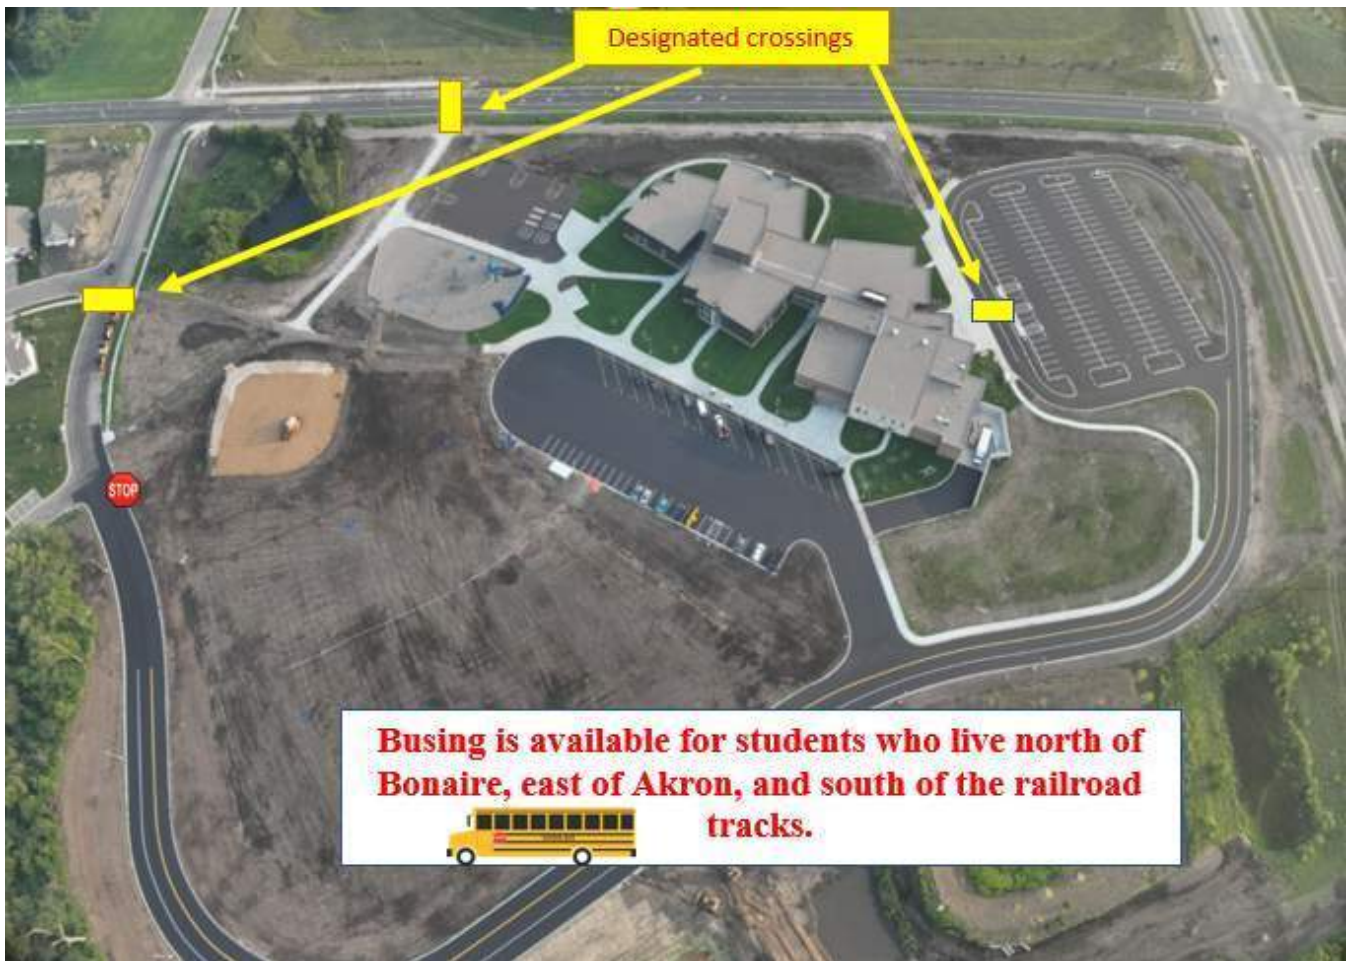 Designated crossings
STOP
Busing is available for students who live north of
Bonaire, east of Akron, and south of the railroad
tracks.